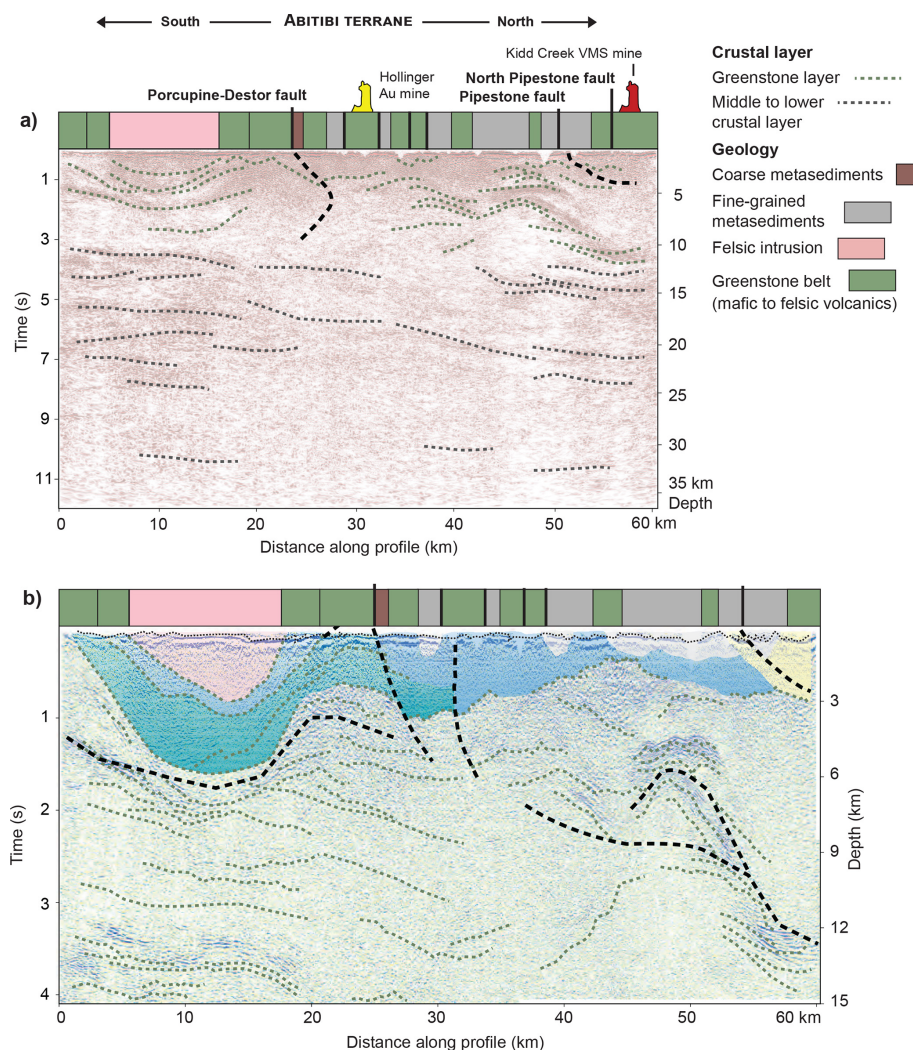 South ABITIBI TERRANE North
Kidd Creek VMS mine
Hollinger
Au mine
North Pipestone fault
Pipestone fault
Porcupine-Destor fault
a)
Crustal layer
Greenstone layer
Middle to lower
crustal layer
Geology
Coarse metasediments
Fine-grained
metasediments
Felsic intrusion
Greenstone belt
(mafic to felsic volcanics)
Time (s)
1
3
5
7
9
11
5
10
15
20
25
30
35 km
Depth
0 10 20 30 40 50 60 km
Distance along profile (km)
b)
Time (s)
1
2
3
4
3
6
9
12
15
Depth (km)
0 10 20 30 40 50 60 km
Distance along profile (km)